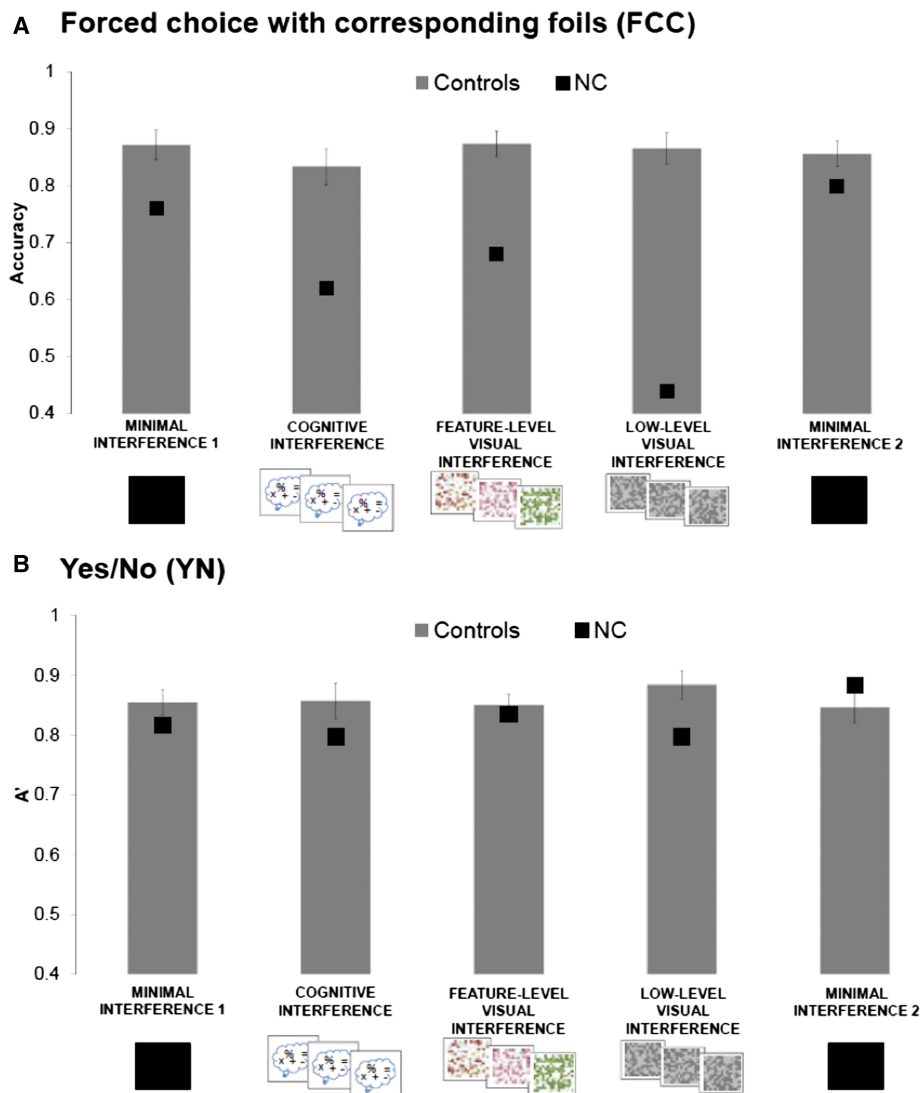 A Forced choice with corresponding foils (FCC)
1
Controls NC
0.9
0.8
0.7
Accuracy
0.6
0.5
0.4
MINIMAL
INTERFERENCE 1
COGNITIVE
INTERFERENCE
FEATURE-LEVEL
VISUAL
INTERFERENCE
LOW-LEVEL
VISUAL
INTERFERENCE
MINIMAL
INTERFERENCE 2
% =
x + -
% =
x + -
% =
x + -
B Yes/No (YN)
1
Controls NC
0.9
0.8
A'
0.7
0.6
0.5
0.4
MINIMAL
INTERFERENCE 1
COGNITIVE
INTERFERENCE
FEATURE-LEVEL
VISUAL
INTERFERENCE
LOW-LEVEL
VISUAL
INTERFERENCE
MINIMAL
INTERFERENCE 2
% =
x + -
% =
x + -
% =
x + -